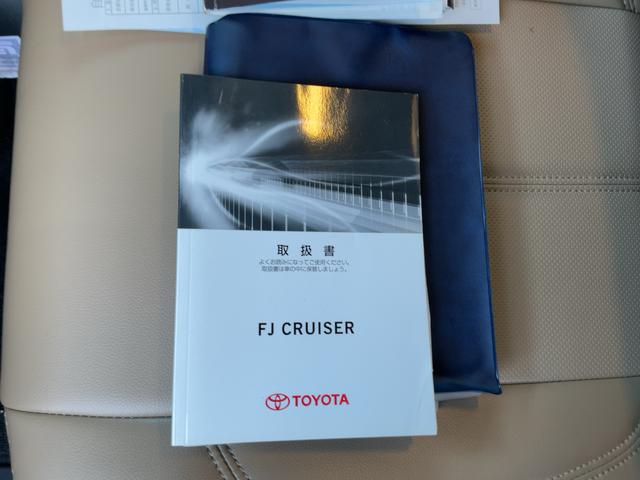 取扱書
よくお読みになってご使用ください。
取扱書は車の中に保管しましょう。
FJ CRUISER
TOYOTA